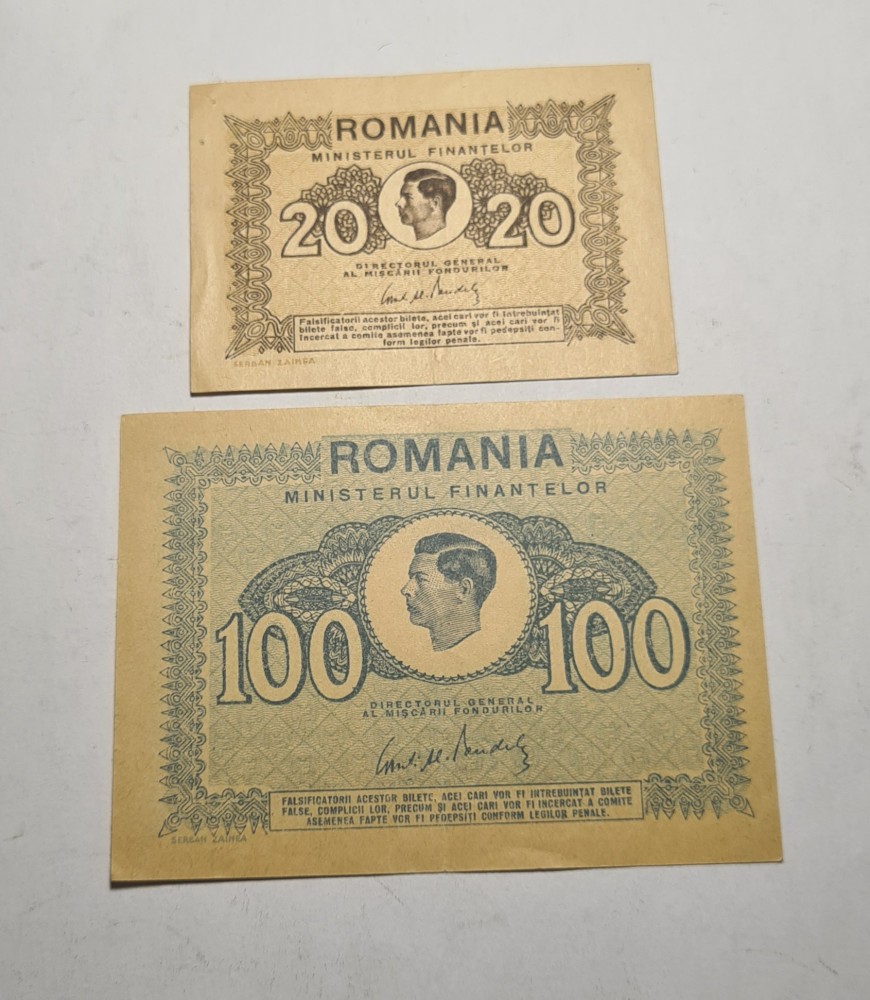 ROMANIA
MINISTERUL FINANTELOR
20 20
DIRECTORUL GENERAL
AL MIȘCĂRII FONDURILOR
Falsificatorii acestor bilete, acei cari vor fi întrebuințat
bilete false, complicii lor, precum și acei cari vor fi
încercat a comite asemenea fapte vor fi pedepsiți con-
form legilor penale.
SERBAN ZAINEA
ROMANIA
MINISTERUL FINANTELOR
100 100
DIRECTORUL GENERAL
AL MIȘCĂRII FONDURILOR
FALSIFICATORII ACESTOR BILETE, ACEI CARI VOR FI INTREBUINȚAT BILETE
FALSE, COMPLICII LOR, PRECUM ȘI ACEI CARI VOR FI INCERCAT A COMITE
ASEMENEA FAPTE VOR FI PEDEPSIȚI CONFORM LEGILOR PENALE.
SERBAN ZAINEA